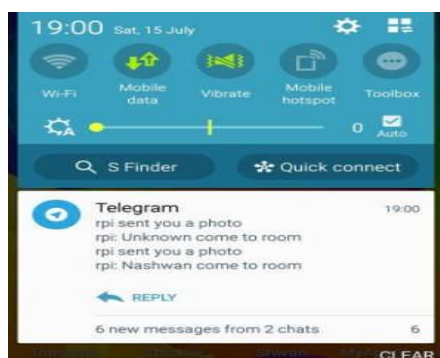 19:00 Sat, 15 July
Wi-Fi Mobile data Vibrate Mobile hotspot Toolbox
A 0 Auto
S Finder Quick connect
Telegram 19:00
rpi sent you a photo
rpi: Unknown come to room
rpi sent you a photo
rpi: Nashwan come to room
REPLY
6 new messages from 2 chats 6
CLEAR